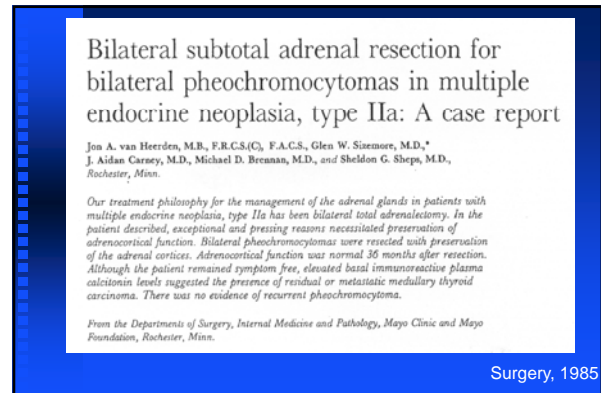 Bilateral subtotal adrenal resection for
bilateral pheochromocytomas in multiple
endocrine neoplasia, type IIa: A case report
Jon A. van Heerden, M.B., F.R.C.S.(C), F.A.C.S., Glen W. Sizemore, M.D.,*
J. Aidan Carney, M.D., Michael D. Brennan, M.D., and Sheldon G. Sheps, M.D.,
Rochester, Minn.
Our treatment philosophy for the management of the adrenal glands in patients with
multiple endocrine neoplasia, type IIa has been bilateral total adrenalectomy. In the
patient described, exceptional and pressing reasons necessitated preservation of
adrenocortical function. Bilateral pheochromocytomas were resected with preservation
of the adrenal cortices. Adrenocortical function was normal 36 months after resection.
Although the patient remained symptom free, elevated basal immunoreactive plasma
calcitonin levels suggested the presence of residual or metastatic medullary thyroid
carcinoma. There was no evidence of recurrent pheochromocytoma.
From the Departments of Surgery, Internal Medicine and Pathology, Mayo Clinic and Mayo
Foundation, Rochester, Minn.
Surgery, 1985